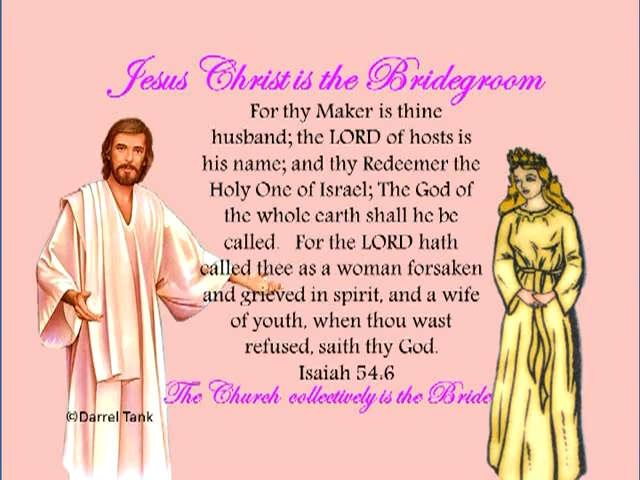 Jesus Christ is the Bridegroom
For thy Maker is thine
husband; the LORD of hosts is
his name; and thy Redeemer the
Holy One of Israel; The God of
the whole earth shall he be
called. For the LORD hath
called thee as a woman forsaken
and grieved in spirit, and a wife
of youth, when thou wast
refused, saith thy God.
Isaiah 54:6
The Church collectively is the Bride
©Darrel Tank